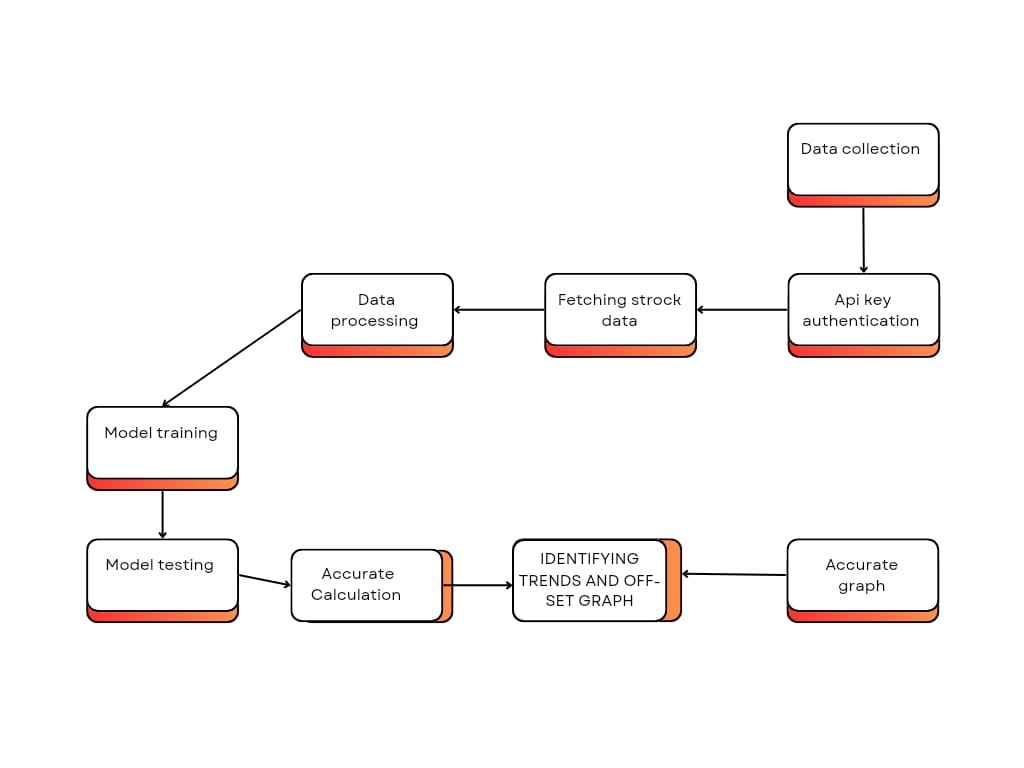 Data collection
Api key
authentication
Fetching strock
data
Data
processing
Model training
Model testing
Accurate
Calculation
IDENTIFYING
TRENDS AND OFF-
SET GRAPH
Accurate
graph